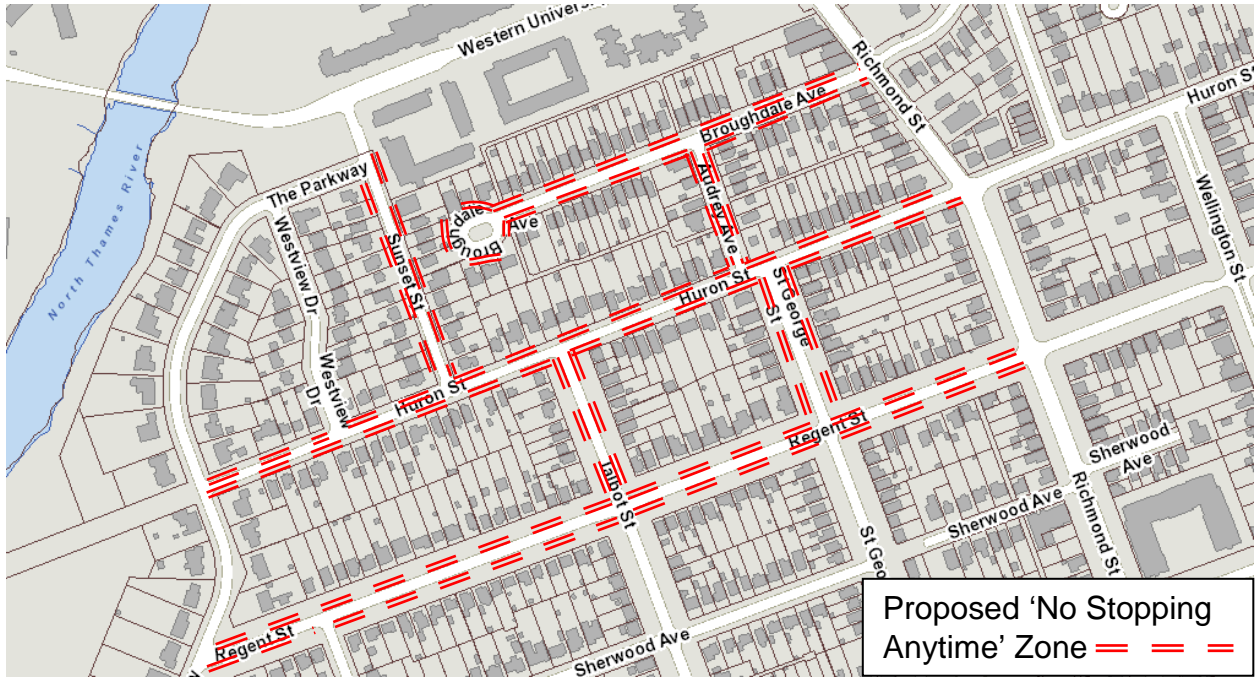 Western Universi
Richmond St
Huron St
Broughdale Ave
The Parkway
North Thames River
Audrey Ave
Wellington St
Westview Dr
Sunset St
Broughdale
Ave
Huron St
St George
St
Westview
Dr
Huron St
Regent St
Sherwood
Ave
Talbot St
Richmond St
Sherwood Ave
St Geo
Regent St
Sherwood Ave
Proposed ‘No Stopping
Anytime’ Zone